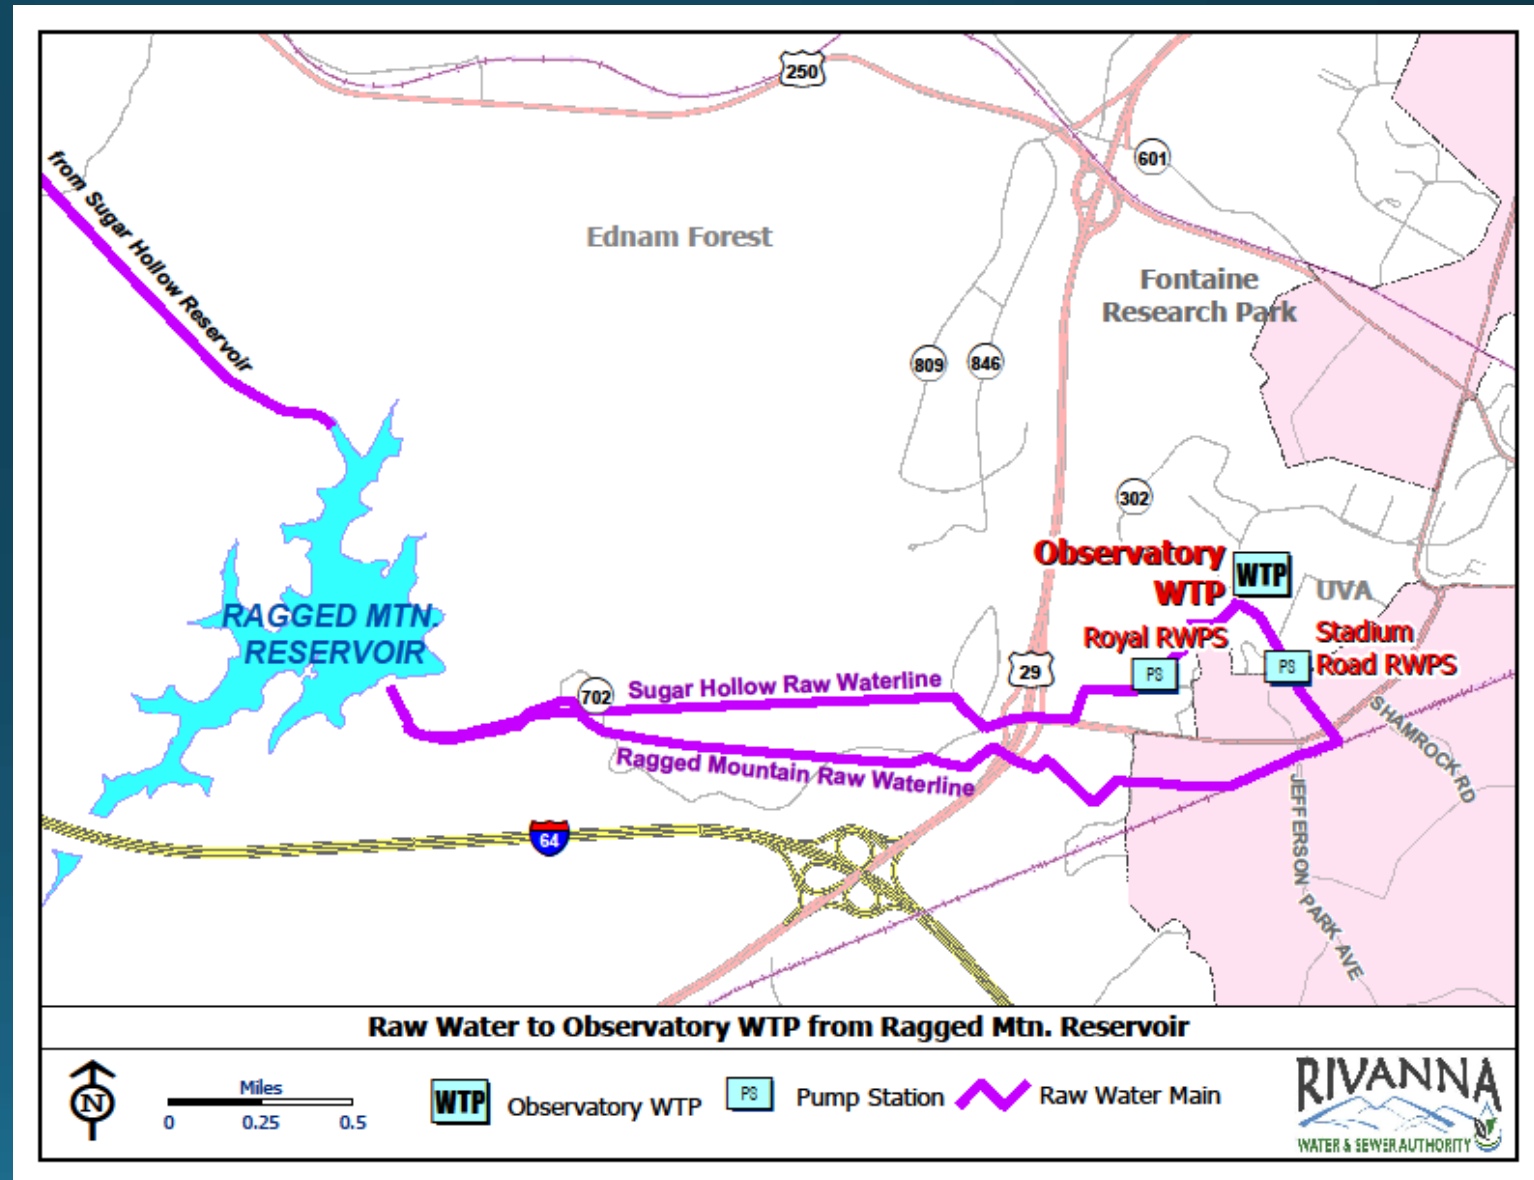 250
601
from Sugar Hollow Reservoir
Ednam Forest
Fontaine
Research Park
809
846
302
Observatory
WTP
WTP
UVA
RAGGED MTN.
RESERVOIR
Royal RWPS
Stadium
Road RWPS
PS
PS
29
702
Sugar Hollow Raw Waterline
Ragged Mountain Raw Waterline
SHAMROCK RD
JEFFERSON PARK AVE
64
Raw Water to Observatory WTP from Ragged Mtn. Reservoir
N
Miles
0 0.25 0.5
WTP Observatory WTP
PS Pump Station
Raw Water Main
RIVANNA
WATER & SEWER AUTHORITY